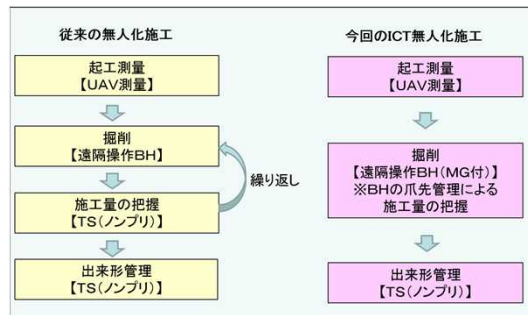 従来の無人化施工
起工測量
【UAV測量】
掘削
【遠隔操作BH】
繰り返し
施工量の把握
【TS(ノンプリ)】
出来形管理
【TS(ノンプリ)】
今回のICT無人化施工
起工測量
【UAV測量】
掘削
【遠隔操作BH(MG付)】
※BHの爪先管理による
施工量の把握
出来形管理
【TS(ノンプリ)】